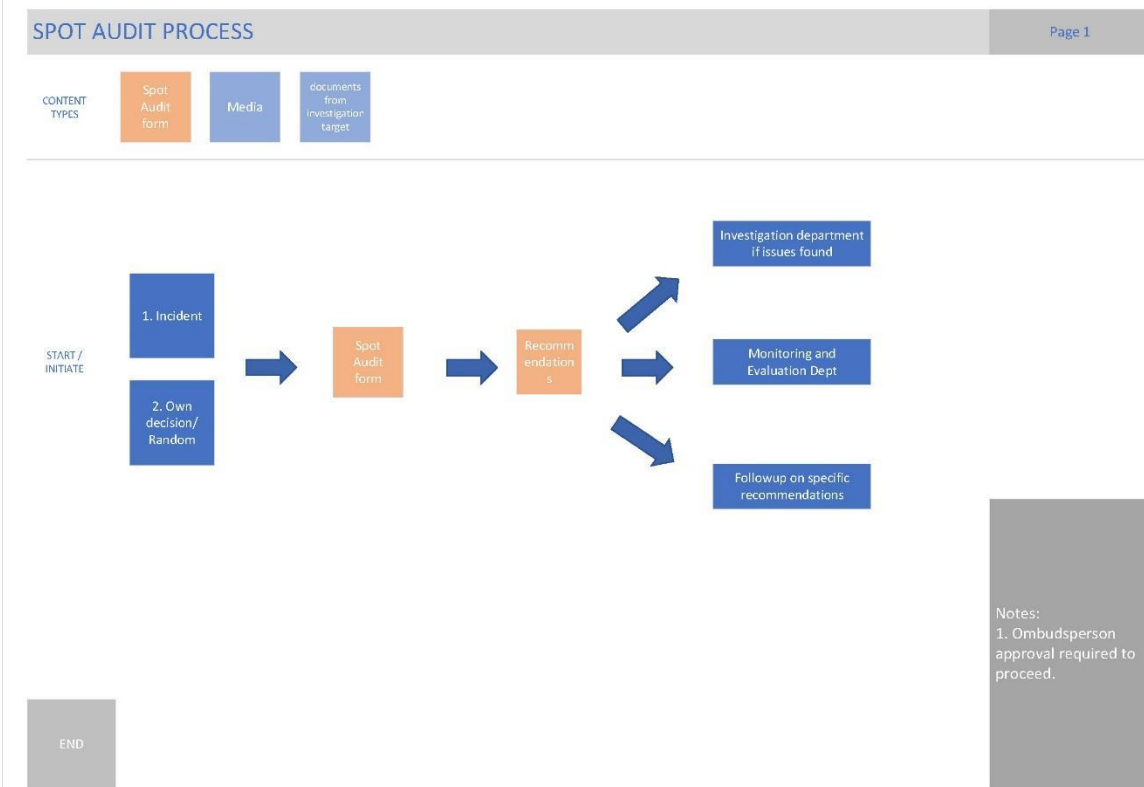 SPOT AUDIT PROCESS
Page 1
CONTENT
TYPES
Spot
Audit
form
Media
documents
from
investigation
target
START /
INITIATE
1. Incident
2. Own
decision/
Random
Spot
Audit
form
Recomm
endation
s
Investigation department
if issues found
Monitoring and
Evaluation Dept
Followup on specific
recommendations
Notes:
1. Ombudsperson
approval required to
proceed.
END